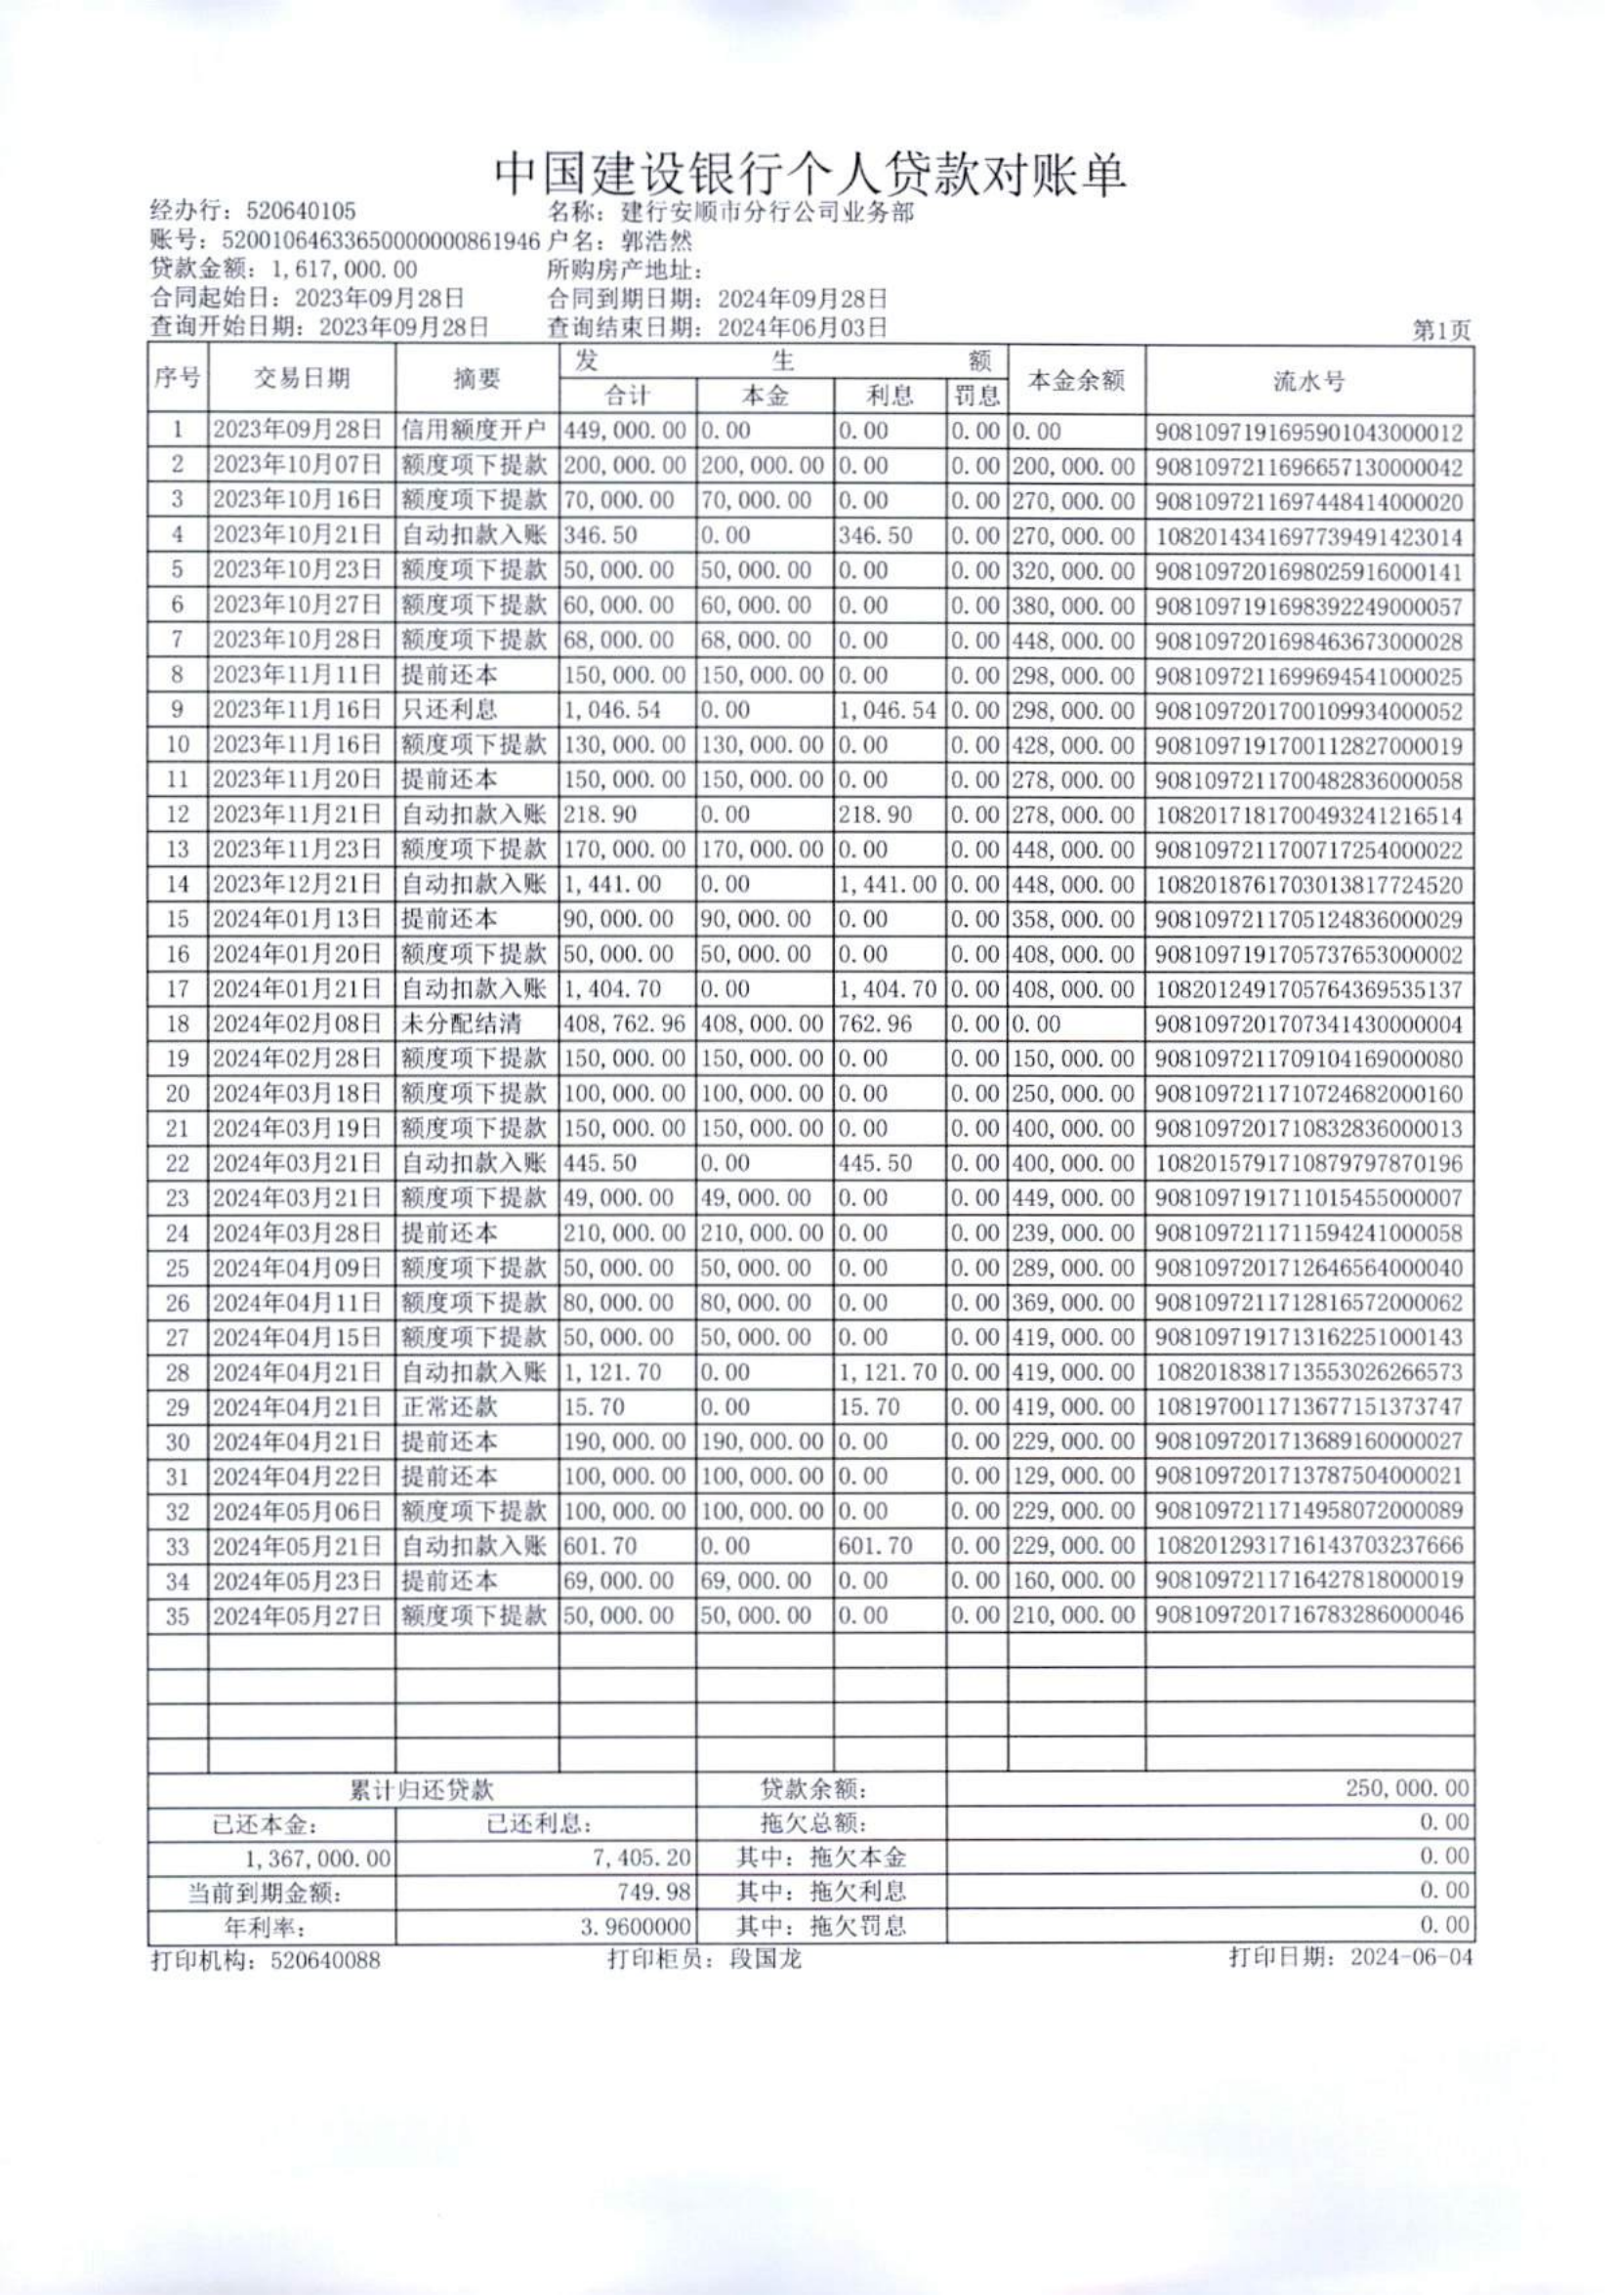 中国建设银行个人贷款对账单
经办行：520640105 名称：建行安顺市分行公司业务部
账号：52001064633650000000861946 户名：郭浩然
贷款金额：1,617,000.00 所购房产地址：
合同起始日：2023年09月28日 合同到期日期：2024年09月28日
查询开始日期：2023年09月28日 查询结束日期：2024年06月03日 第1页
序号 交易日期 摘要 发生额 本金余额 流水号
合计 本金 利息 罚息
1 2023年09月28日 信用额度开户 449,000.00 0.00 0.00 0.00 0.00 9081097191695901043000012
2 2023年10月07日 额度项下提款 200,000.00 200,000.00 0.00 0.00 200,000.00 9081097211696657130000042
3 2023年10月16日 额度项下提款 70,000.00 70,000.00 0.00 0.00 270,000.00 9081097211697448414000020
4 2023年10月21日 自动扣款入账 346.50 0.00 346.50 0.00 270,000.00 1082014341697739491423014
5 2023年10月23日 额度项下提款 50,000.00 50,000.00 0.00 0.00 320,000.00 9081097201698025916000141
6 2023年10月27日 额度项下提款 60,000.00 60,000.00 0.00 0.00 380,000.00 9081097191698392249000057
7 2023年10月28日 额度项下提款 68,000.00 68,000.00 0.00 0.00 448,000.00 9081097201698463673000028
8 2023年11月11日 提前还本 150,000.00 150,000.00 0.00 0.00 298,000.00 9081097211699694541000025
9 2023年11月16日 只还利息 1,046.54 0.00 1,046.54 0.00 298,000.00 9081097201700109934000052
10 2023年11月16日 额度项下提款 130,000.00 130,000.00 0.00 0.00 428,000.00 9081097191700112827000019
11 2023年11月20日 提前还本 150,000.00 150,000.00 0.00 0.00 278,000.00 9081097211700482836000058
12 2023年11月21日 自动扣款入账 218.90 0.00 218.90 0.00 278,000.00 1082017181700493241216514
13 2023年11月23日 额度项下提款 170,000.00 170,000.00 0.00 0.00 448,000.00 9081097211700717254000022
14 2023年12月21日 自动扣款入账 1,441.00 0.00 1,441.00 0.00 448,000.00 1082018761703013817724520
15 2024年01月13日 提前还本 90,000.00 90,000.00 0.00 0.00 358,000.00 9081097211705124836000029
16 2024年01月20日 额度项下提款 50,000.00 50,000.00 0.00 0.00 408,000.00 9081097191705737653000002
17 2024年01月21日 自动扣款入账 1,404.70 0.00 1,404.70 0.00 408,000.00 1082012491705764369535137
18 2024年02月08日 未分配结清 408,762.96 408,000.00 762.96 0.00 0.00 9081097201707341430000004
19 2024年02月28日 额度项下提款 150,000.00 150,000.00 0.00 0.00 150,000.00 9081097211709104169000080
20 2024年03月18日 额度项下提款 100,000.00 100,000.00 0.00 0.00 250,000.00 9081097211710724682000160
21 2024年03月19日 额度项下提款 150,000.00 150,000.00 0.00 0.00 400,000.00 9081097201710832836000013
22 2024年03月21日 自动扣款入账 445.50 0.00 445.50 0.00 400,000.00 1082015791710879797870196
23 2024年03月21日 额度项下提款 49,000.00 49,000.00 0.00 0.00 449,000.00 9081097191711015455000007
24 2024年03月28日 提前还本 210,000.00 210,000.00 0.00 0.00 239,000.00 9081097211711594241000058
25 2024年04月09日 额度项下提款 50,000.00 50,000.00 0.00 0.00 289,000.00 9081097201712646564000040
26 2024年04月11日 额度项下提款 80,000.00 80,000.00 0.00 0.00 369,000.00 9081097211712816572000062
27 2024年04月15日 额度项下提款 50,000.00 50,000.00 0.00 0.00 419,000.00 9081097191713162251000143
28 2024年04月21日 自动扣款入账 1,121.70 0.00 1,121.70 0.00 419,000.00 1082018381713553026266573
29 2024年04月21日 正常还款 15.70 0.00 15.70 0.00 419,000.00 1081970011713677151373747
30 2024年04月21日 提前还本 190,000.00 190,000.00 0.00 0.00 229,000.00 9081097201713689160000027
31 2024年04月22日 提前还本 100,000.00 100,000.00 0.00 0.00 129,000.00 9081097201713787504000021
32 2024年05月06日 额度项下提款 100,000.00 100,000.00 0.00 0.00 229,000.00 9081097211714958072000089
33 2024年05月21日 自动扣款入账 601.70 0.00 601.70 0.00 229,000.00 1082012931716143703237666
34 2024年05月23日 提前还本 69,000.00 69,000.00 0.00 0.00 160,000.00 9081097211716427818000019
35 2024年05月27日 额度项下提款 50,000.00 50,000.00 0.00 0.00 210,000.00 9081097201716783286000046
累计归还贷款 贷款余额： 250,000.00
已还本金： 已还利息： 拖欠总额： 0.00
1,367,000.00 7,405.20 其中：拖欠本金 0.00
当前到期金额： 749.98 其中：拖欠利息 0.00
年利率： 3.9600000 其中：拖欠罚息 0.00
打印机构：520640088 打印柜员：段国龙 打印日期：2024-06-04